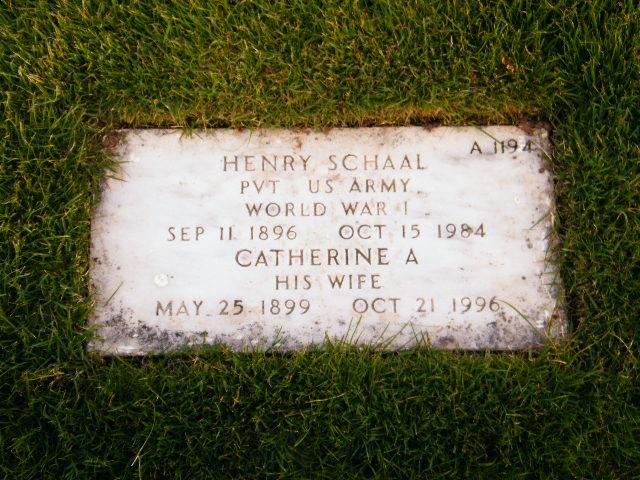 A 1194
HENRY SCHAAL
PVT US ARMY
WORLD WAR I
SEP 11 1896 OCT 15 1984
CATHERINE A
HIS WIFE
MAY 25 1899 OCT 21 1996